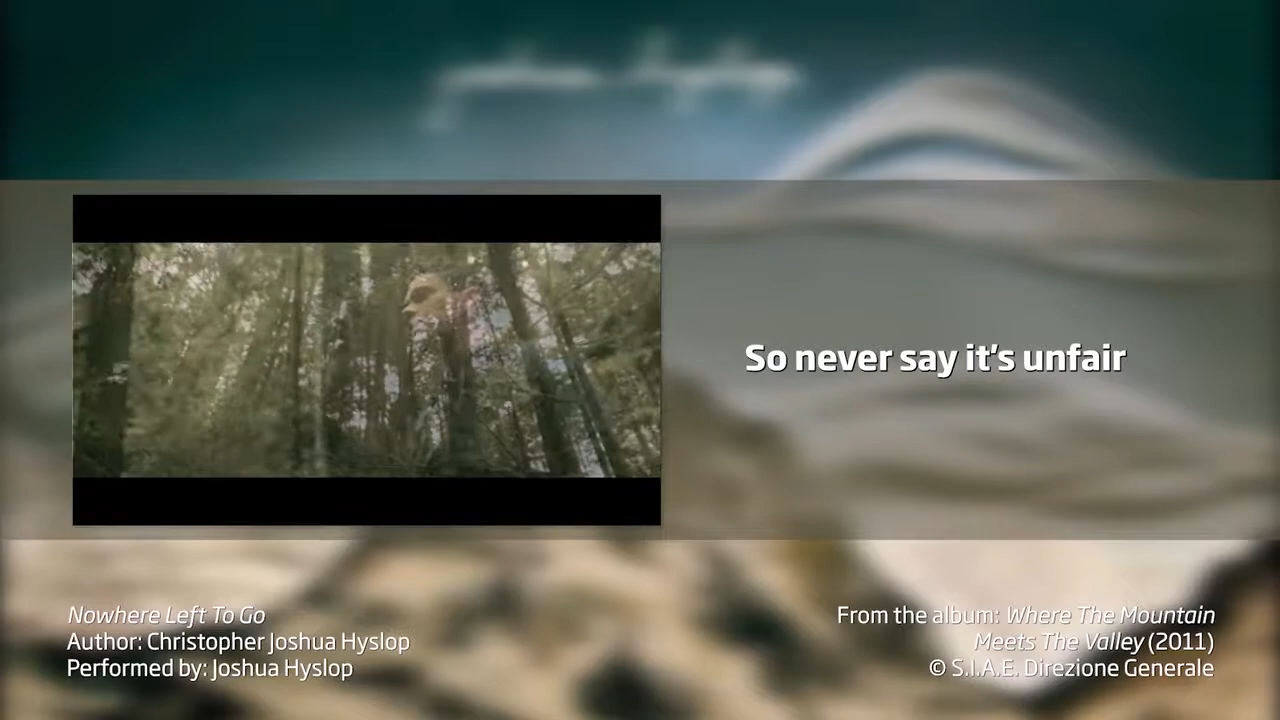 So never say it's unfair
Nowhere Left To Go
Author: Christopher Joshua Hyslop
Performed by: Joshua Hyslop
From the album: Where The Mountain
Meets The Valley (2011)
© S.I.A.E. Direzione Generale